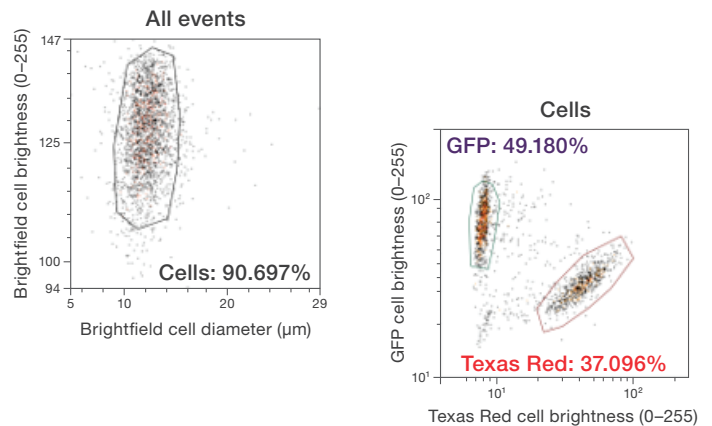 All events
Brightfield cell brightness (0–255)
147
125
100
94
Cells: 90.697%
5
10
20
29
Brightfield cell diameter (µm)
Cells
GFP cell brightness (0–255)
GFP: 49.180%
10²
10¹
Texas Red: 37.096%
10¹
10²
Texas Red cell brightness (0–255)